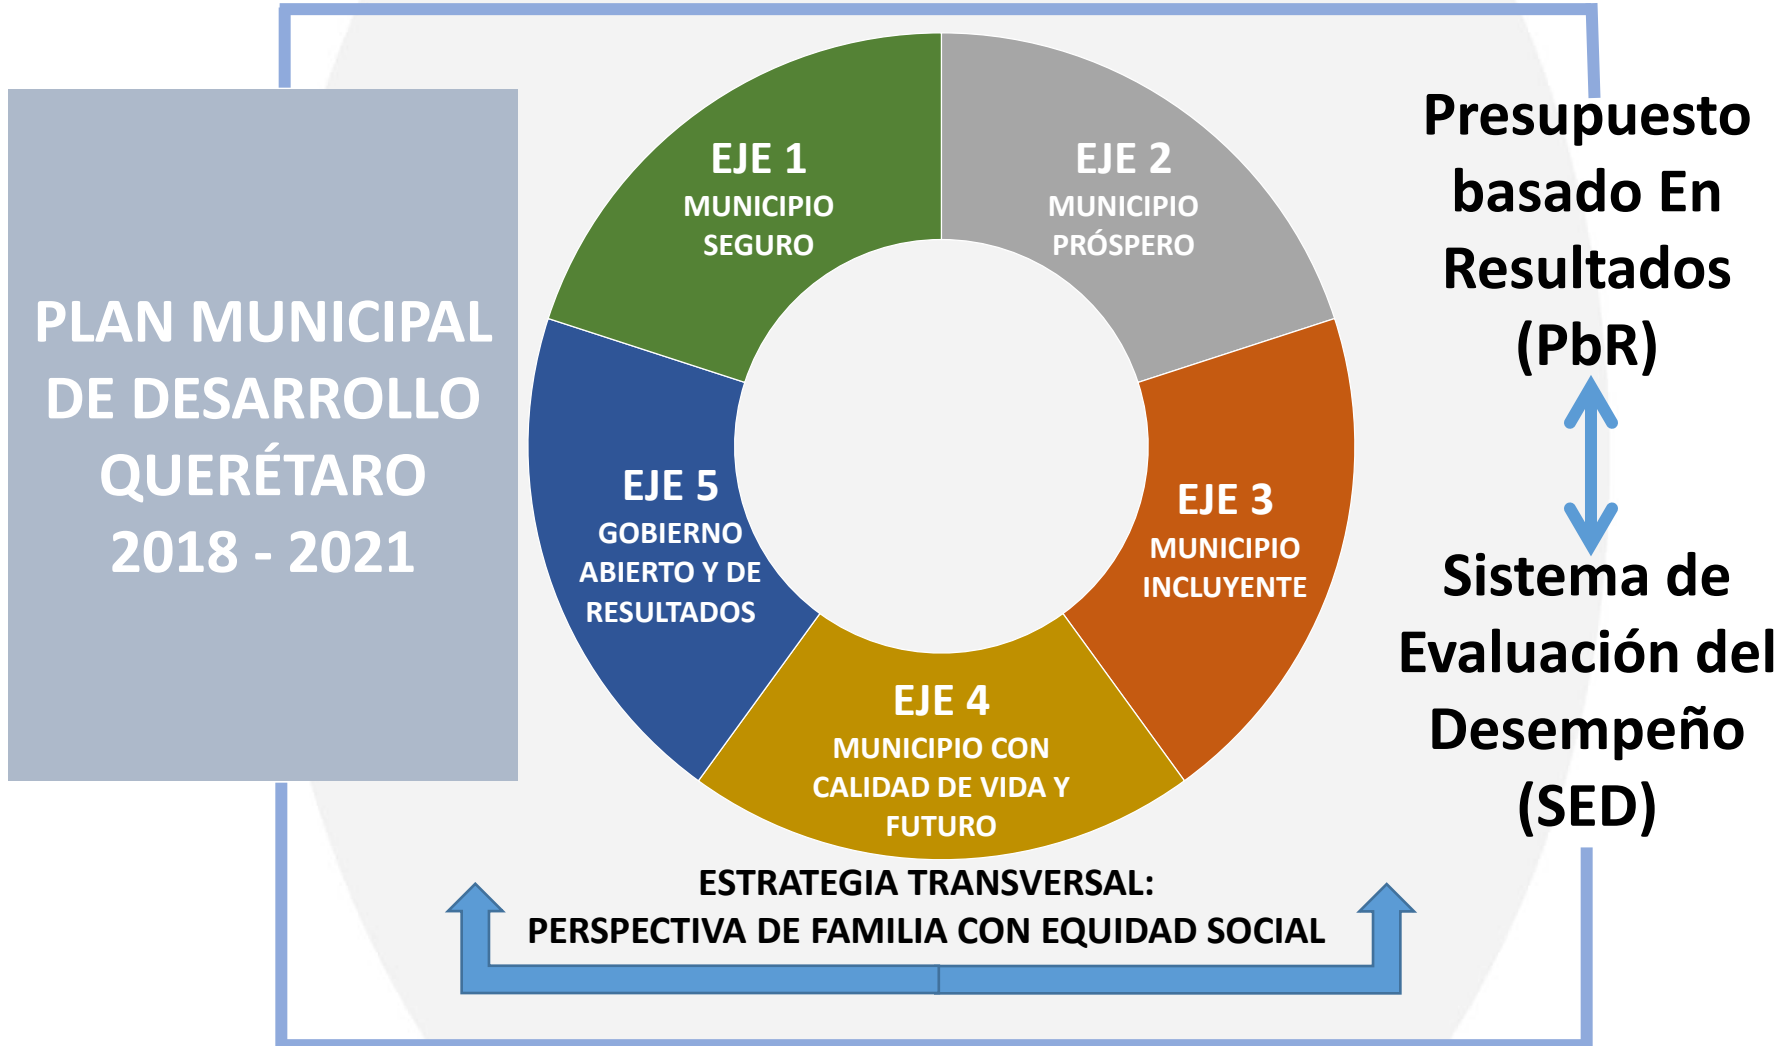 PLAN MUNICIPAL
DE DESARROLLO
QUERÉTARO
2018 - 2021
EJE 1
MUNICIPIO
SEGURO
EJE 2
MUNICIPIO
PRÓSPERO
EJE 3
MUNICIPIO
INCLUYENTE
EJE 4
MUNICIPIO CON
CALIDAD DE VIDA Y
FUTURO
EJE 5
GOBIERNO
ABIERTO Y DE
RESULTADOS
Presupuesto
basado En
Resultados
(PbR)
Sistema de
Evaluación del
Desempeño
(SED)
ESTRATEGIA TRANSVERSAL:
PERSPECTIVA DE FAMILIA CON EQUIDAD SOCIAL